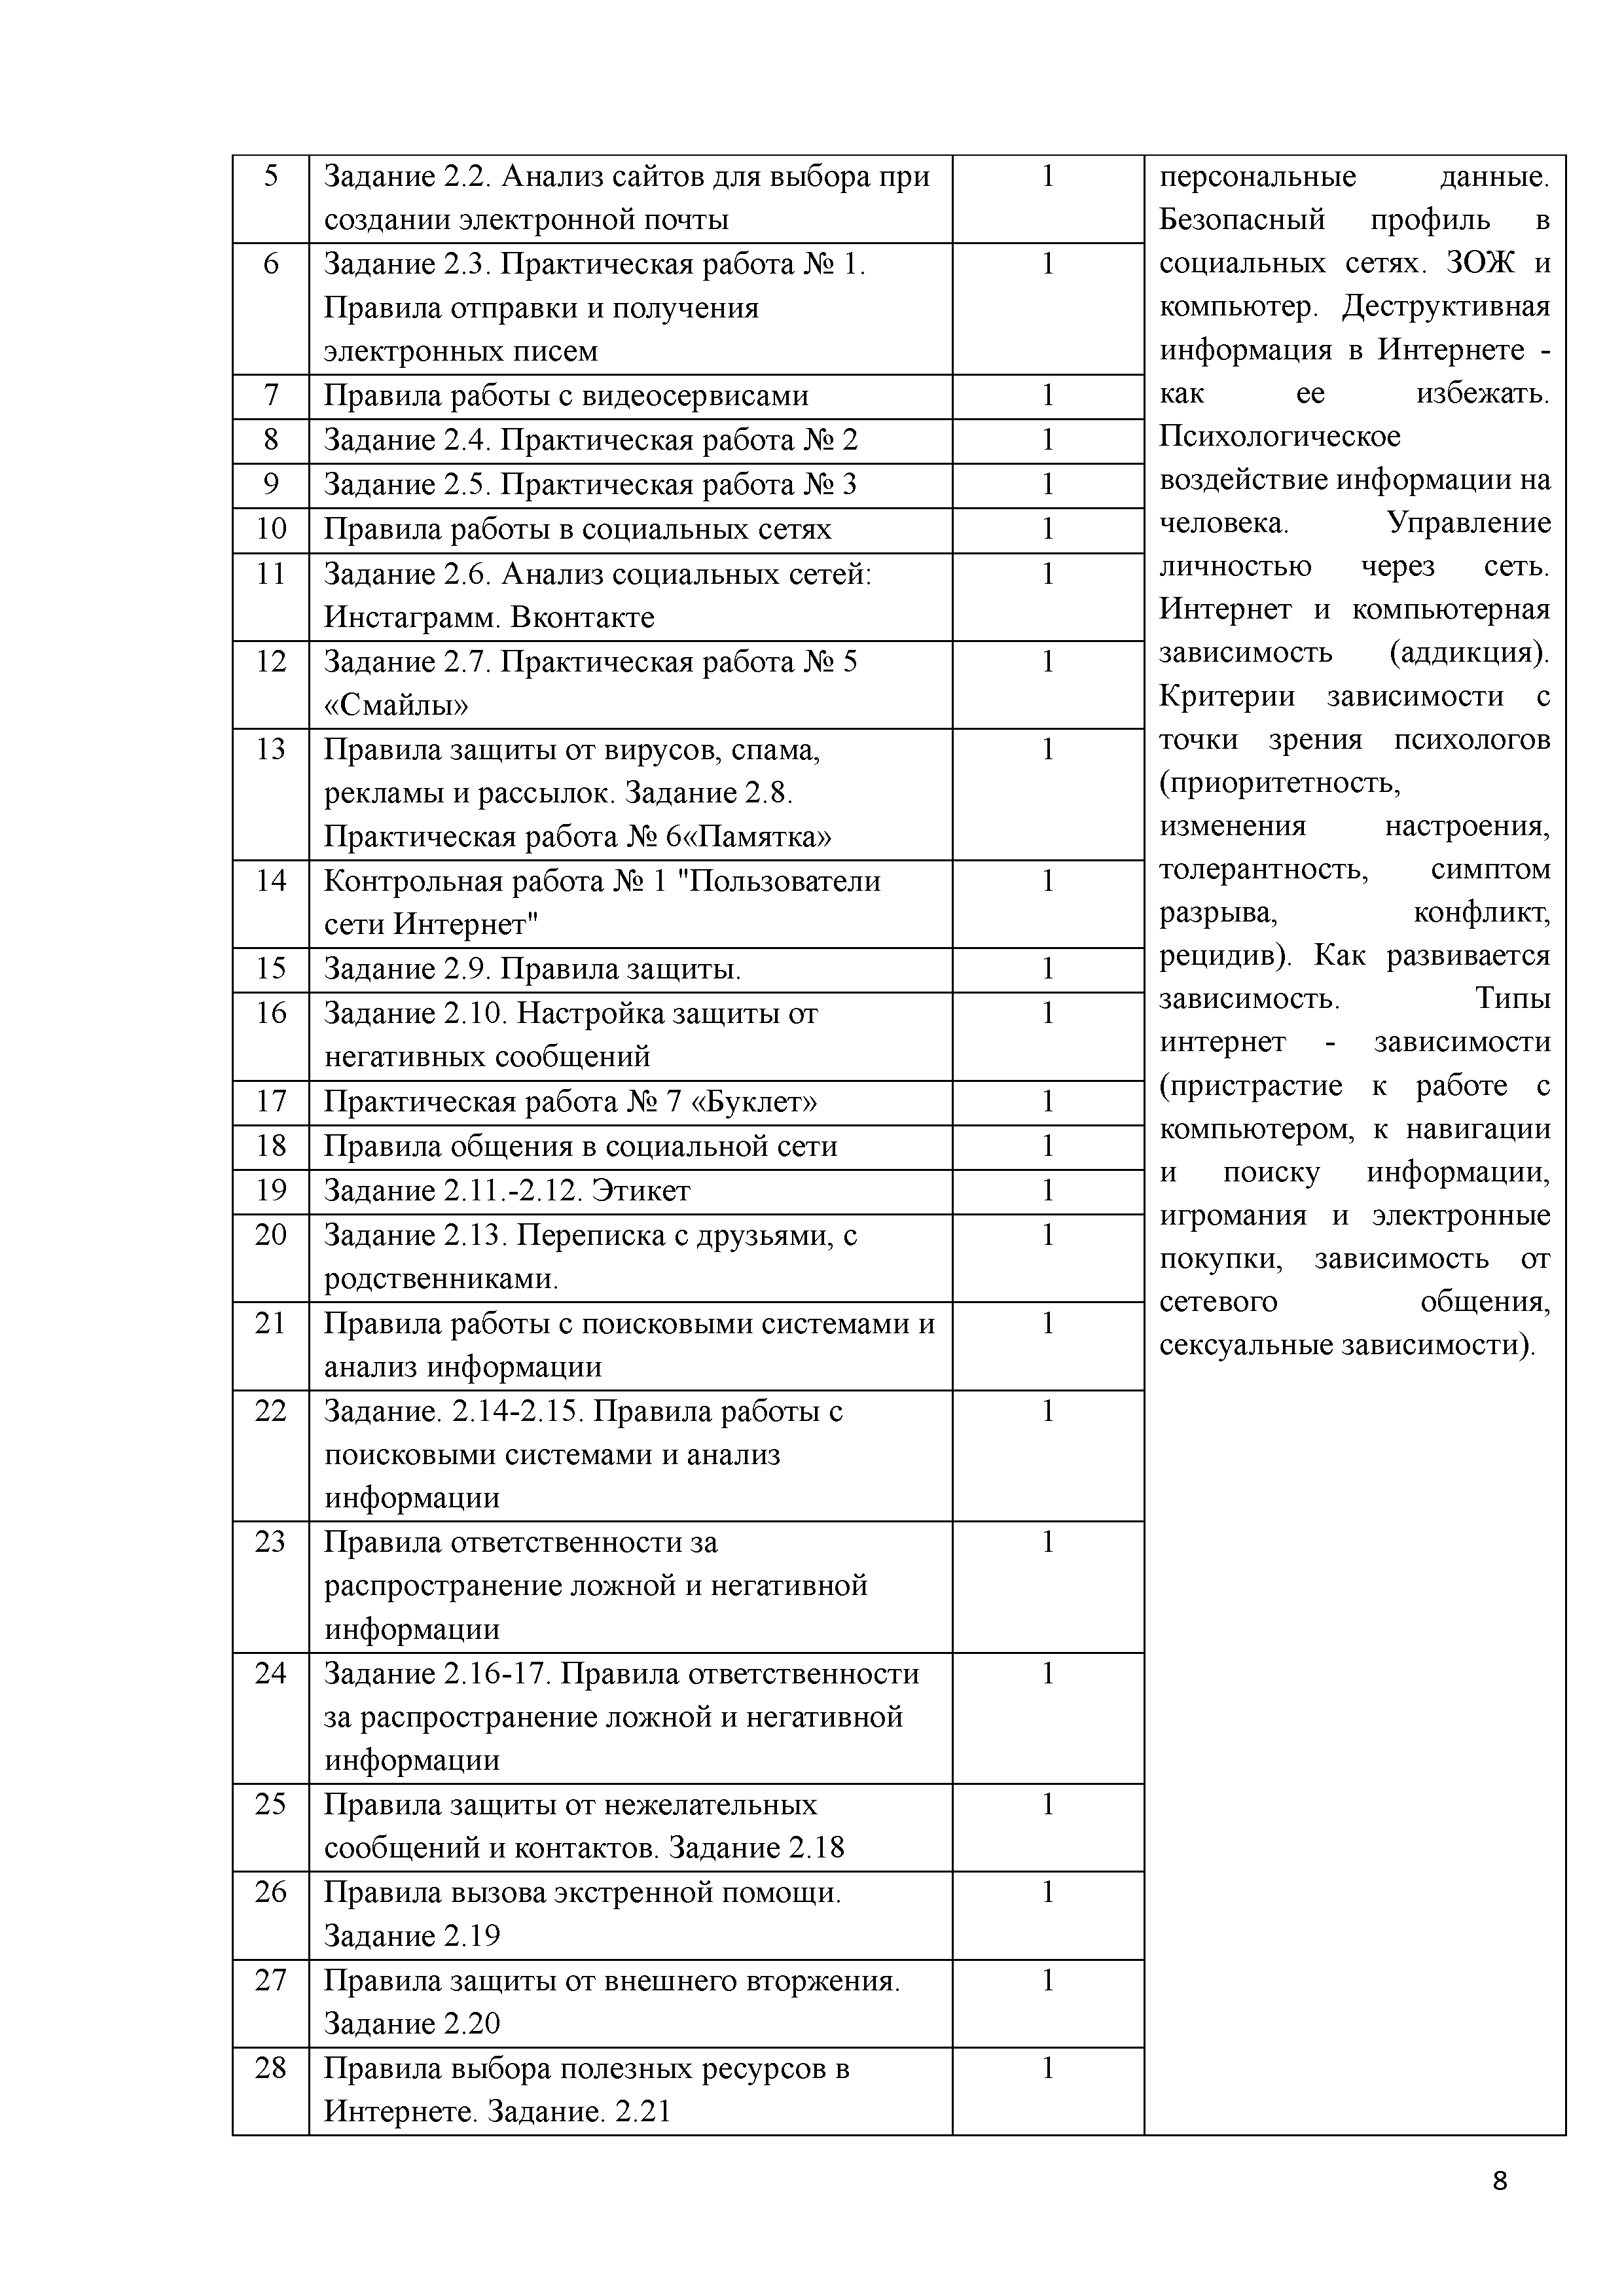 5 Задание 2.2. Анализ сайтов для выбора при 1
создании электронной почты
6 Задание 2.3. Практическая работа № 1. 1
Правила отправки и получения
электронных писем
7 Правила работы с видеосервисами 1
8 Задание 2.4. Практическая работа № 2 1
9 Задание 2.5. Практическая работа № 3 1
10 Правила работы в социальных сетях 1
11 Задание 2.6. Анализ социальных сетей: 1
Инстаграмм. Вконтакте
12 Задание 2.7. Практическая работа № 5 1
«Смайлы»
13 Правила защиты от вирусов, спама, 1
рекламы и рассылок. Задание 2.8.
Практическая работа № 6«Памятка»
14 Контрольная работа № 1 "Пользователи 1
сети Интернет"
15 Задание 2.9. Правила защиты. 1
16 Задание 2.10. Настройка защиты от 1
негативных сообщений
17 Практическая работа № 7 «Буклет» 1
18 Правила общения в социальной сети 1
19 Задание 2.11.-2.12. Этикет 1
20 Задание 2.13. Переписка с друзьями, с 1
родственниками.
21 Правила работы с поисковыми системами и 1
анализ информации
22 Задание. 2.14-2.15. Правила работы с 1
поисковыми системами и анализ
информации
23 Правила ответственности за 1
распространение ложной и негативной
информации
24 Задание 2.16-17. Правила ответственности 1
за распространение ложной и негативной
информации
25 Правила защиты от нежелательных 1
сообщений и контактов. Задание 2.18
26 Правила вызова экстренной помощи. 1
Задание 2.19
27 Правила защиты от внешнего вторжения. 1
Задание 2.20
28 Правила выбора полезных ресурсов в 1
Интернете. Задание. 2.21
персональные данные.
Безопасный профиль в
социальных сетях. ЗОЖ и
компьютер. Деструктивная
информация в Интернете -
как ее избежать.
Психологическое
воздействие информации на
человека. Управление
личностью через сеть.
Интернет и компьютерная
зависимость (аддикция).
Критерии зависимости с
точки зрения психологов
(приоритетность,
изменения настроения,
толерантность, симптом
разрыва, конфликт,
рецидив). Как развивается
зависимость. Типы
интернет - зависимости
(пристрастие к работе с
компьютером, к навигации
и поиску информации,
игромания и электронные
покупки, зависимость от
сетевого общения,
сексуальные зависимости).
8